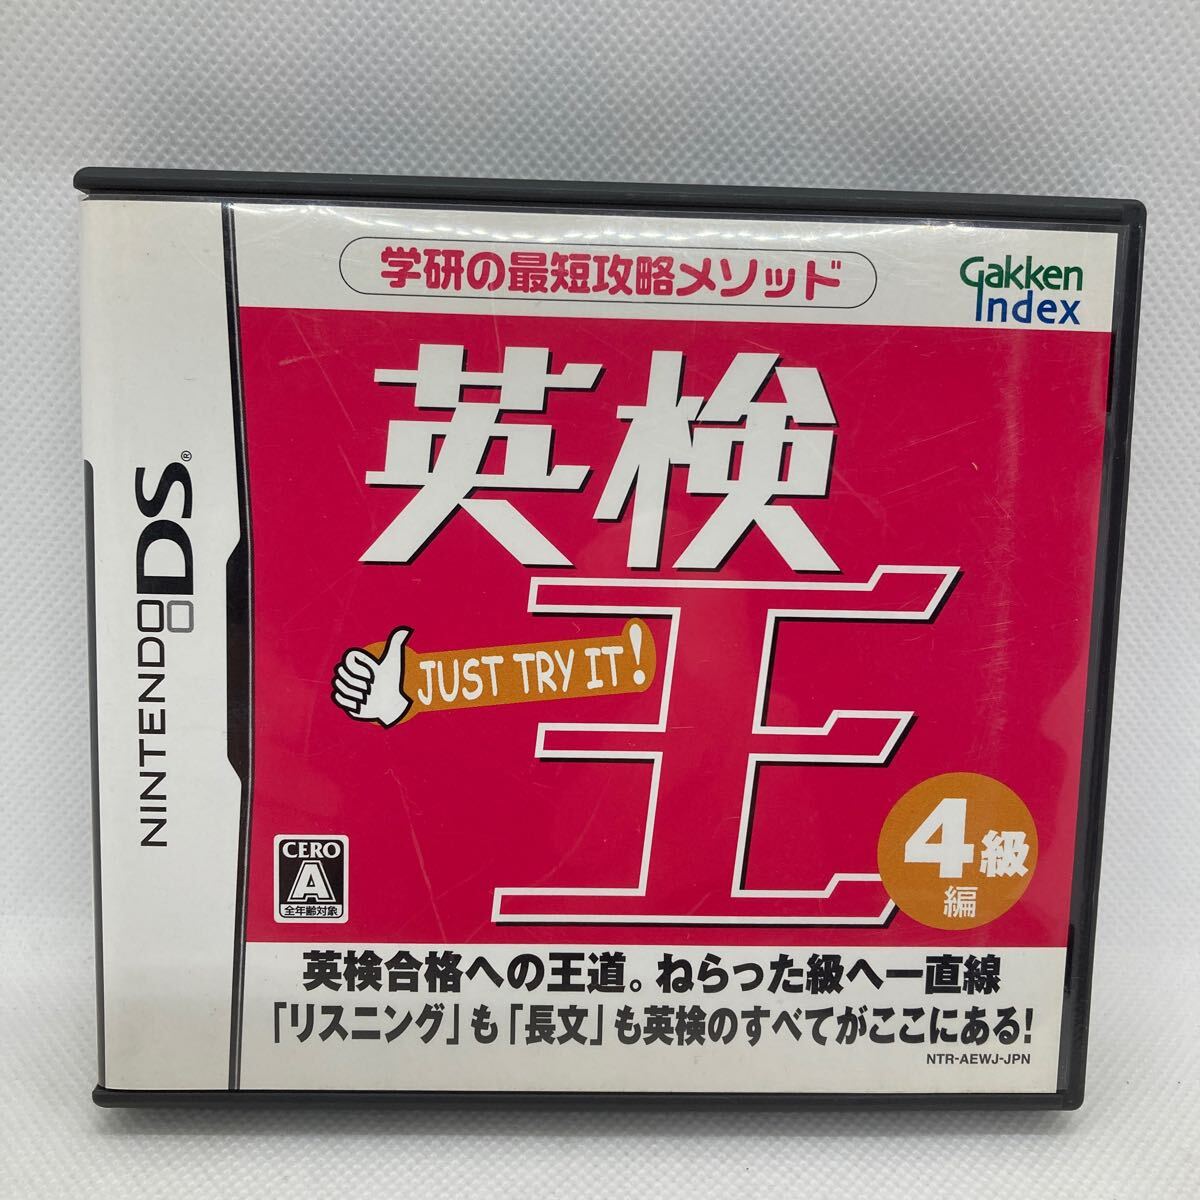 学研の最短攻略メソッド
Gakken
Index
英検
王
JUST TRY IT!
4級
編
CERO
A
全年齢対象
英検合格への王道。ねらった級へ一直線
「リスニング」も「長文」も英検のすべてがここにある!
NTR-AEWJ-JPN
NINTENDO DS®